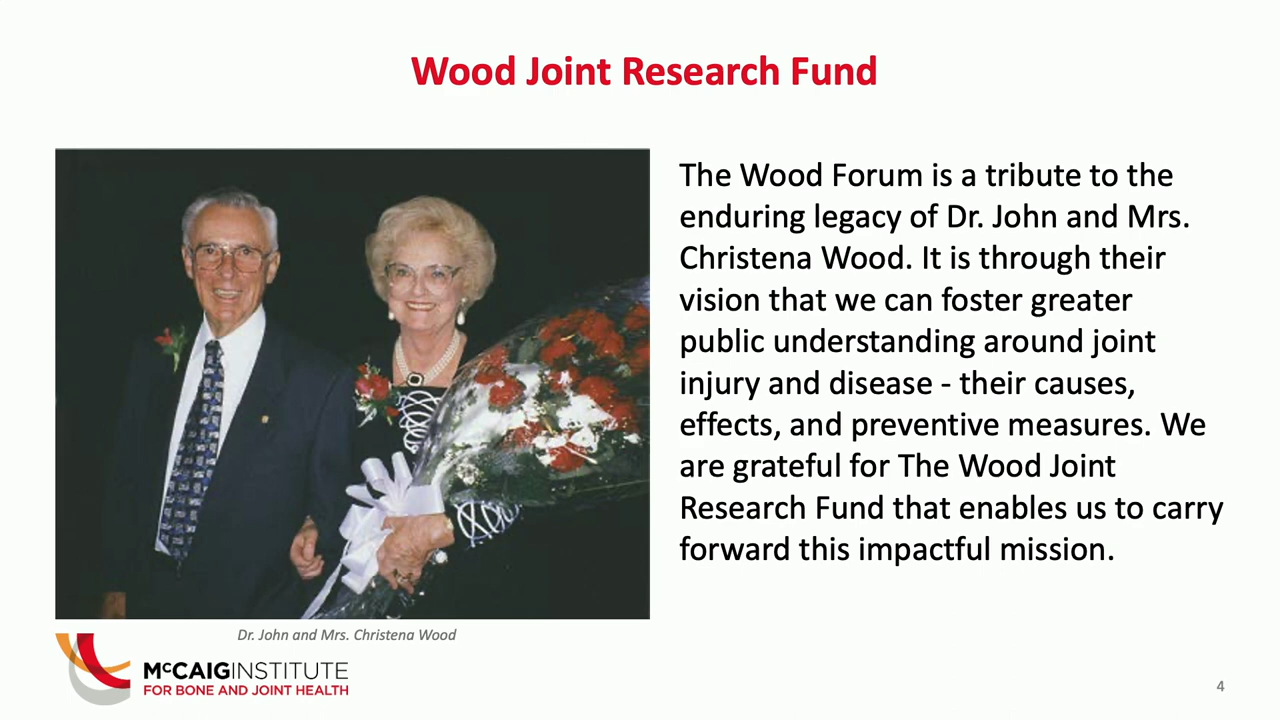 Wood Joint Research Fund
The Wood Forum is a tribute to the
enduring legacy of Dr. John and Mrs.
Christena Wood. It is through their
vision that we can foster greater
public understanding around joint
injury and disease - their causes,
effects, and preventive measures. We
are grateful for The Wood Joint
Research Fund that enables us to carry
forward this impactful mission.
Dr. John and Mrs. Christena Wood
McCAIGINSTITUTE
FOR BONE AND JOINT HEALTH
4